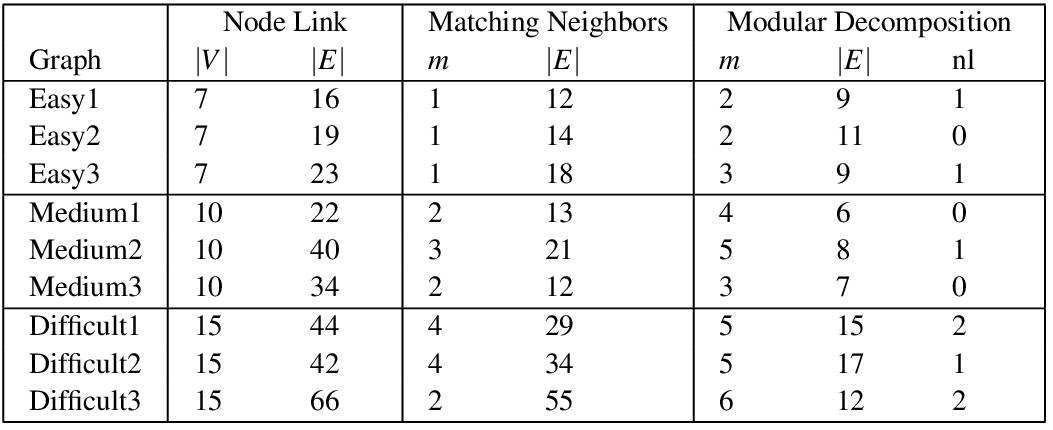 Node Link Matching Neighbors Modular Decomposition
Graph |V| |E| m |E| m |E| nl
Easy1 7 16 1 12 2 9 1
Easy2 7 19 1 14 2 11 0
Easy3 7 23 1 18 3 9 1
Medium1 10 22 2 13 4 6 0
Medium2 10 40 3 21 5 8 1
Medium3 10 34 2 12 3 7 0
Difficult1 15 44 4 29 5 15 2
Difficult2 15 42 4 34 5 17 1
Difficult3 15 66 2 55 6 12 2